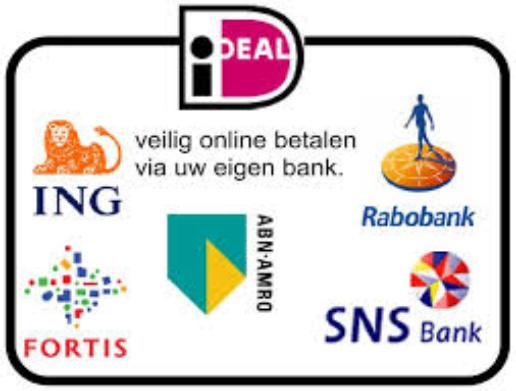 iDEAL
veilig online betalen
via uw eigen bank.
ING
Rabobank
ABN·AMRO
FORTIS
SNS Bank